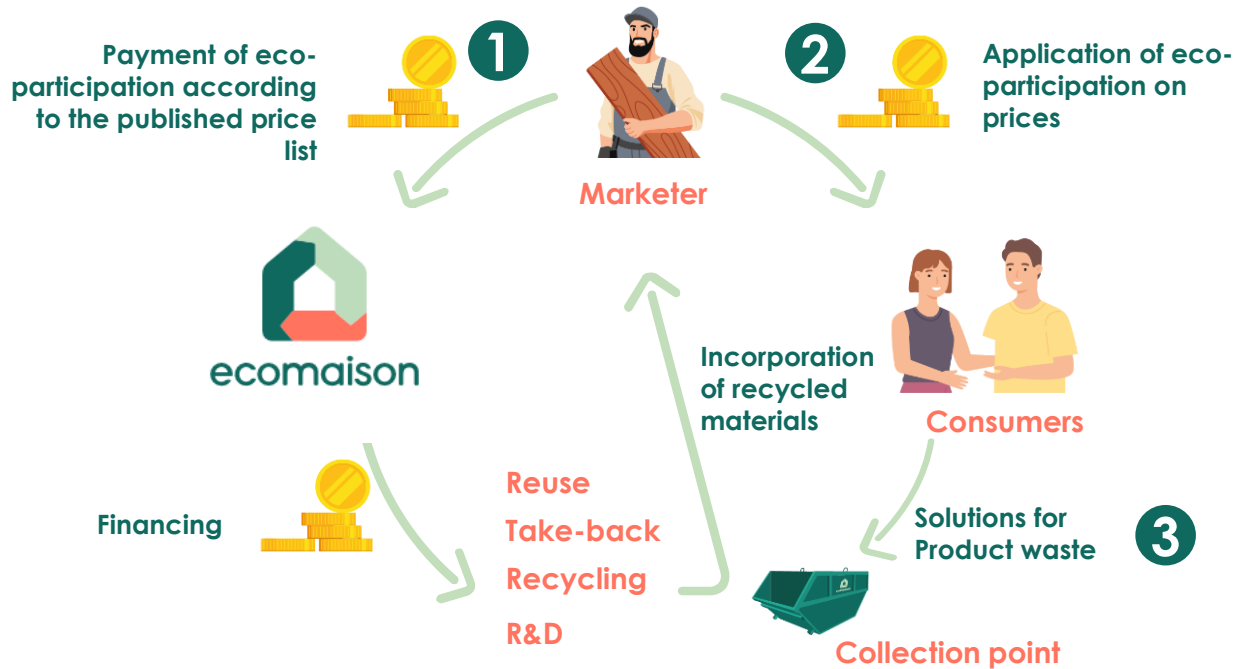 Payment of eco-
participation according
to the published price
list
1
2
Application of eco-
participation on
prices
Marketer
ecomaison
Incorporation
of recycled
materials
Consumers
Financing
Reuse
Take-back
Recycling
R&D
Solutions for
Product waste
3
Collection point